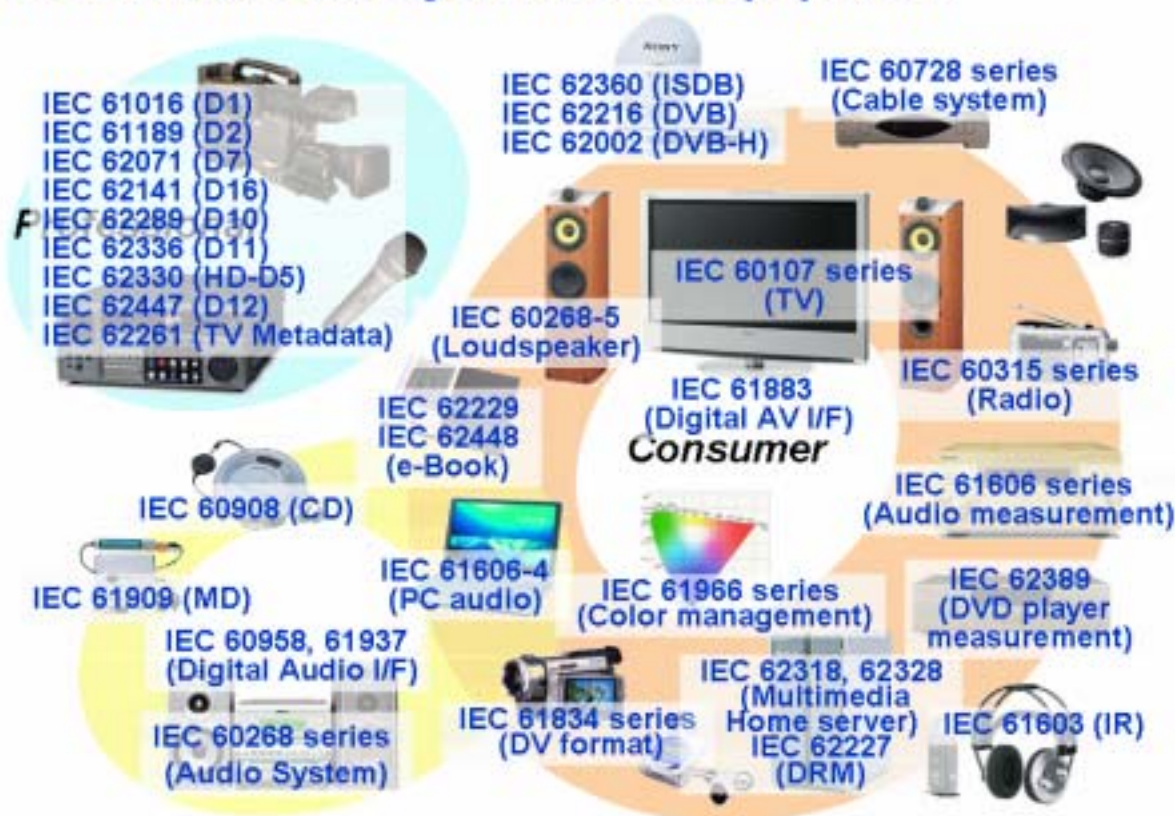 SONY
IEC 61016 (D1)
IEC 61189 (D2)
IEC 62071 (D7)
IEC 62141 (D16)
IEC 62289 (D10)
IEC 62336 (D11)
IEC 62330 (HD-D5)
IEC 62447 (D12)
IEC 62261 (TV Metadata)
IEC 62360 (ISDB)
IEC 62216 (DVB)
IEC 62002 (DVB-H)
IEC 60728 series
(Cable system)
IEC 60107 series
(TV)
IEC 60268-5
(Loudspeaker)
IEC 60315 series
(Radio)
IEC 61883
(Digital AV I/F)
Consumer
IEC 62229
IEC 62448
(e-Book)
IEC 60908 (CD)
IEC 61606 series
(Audio measurement)
IEC 61909 (MD)
IEC 61606-4
(PC audio)
IEC 61966 series
(Color management)
IEC 62389
(DVD player
measurement)
IEC 60958, 61937
(Digital Audio I/F)
IEC 62318, 62328
(Multimedia
Home server)
IEC 62227
(DRM)
IEC 61834 series
(DV format)
IEC 61603 (IR)
IEC 60268 series
(Audio System)